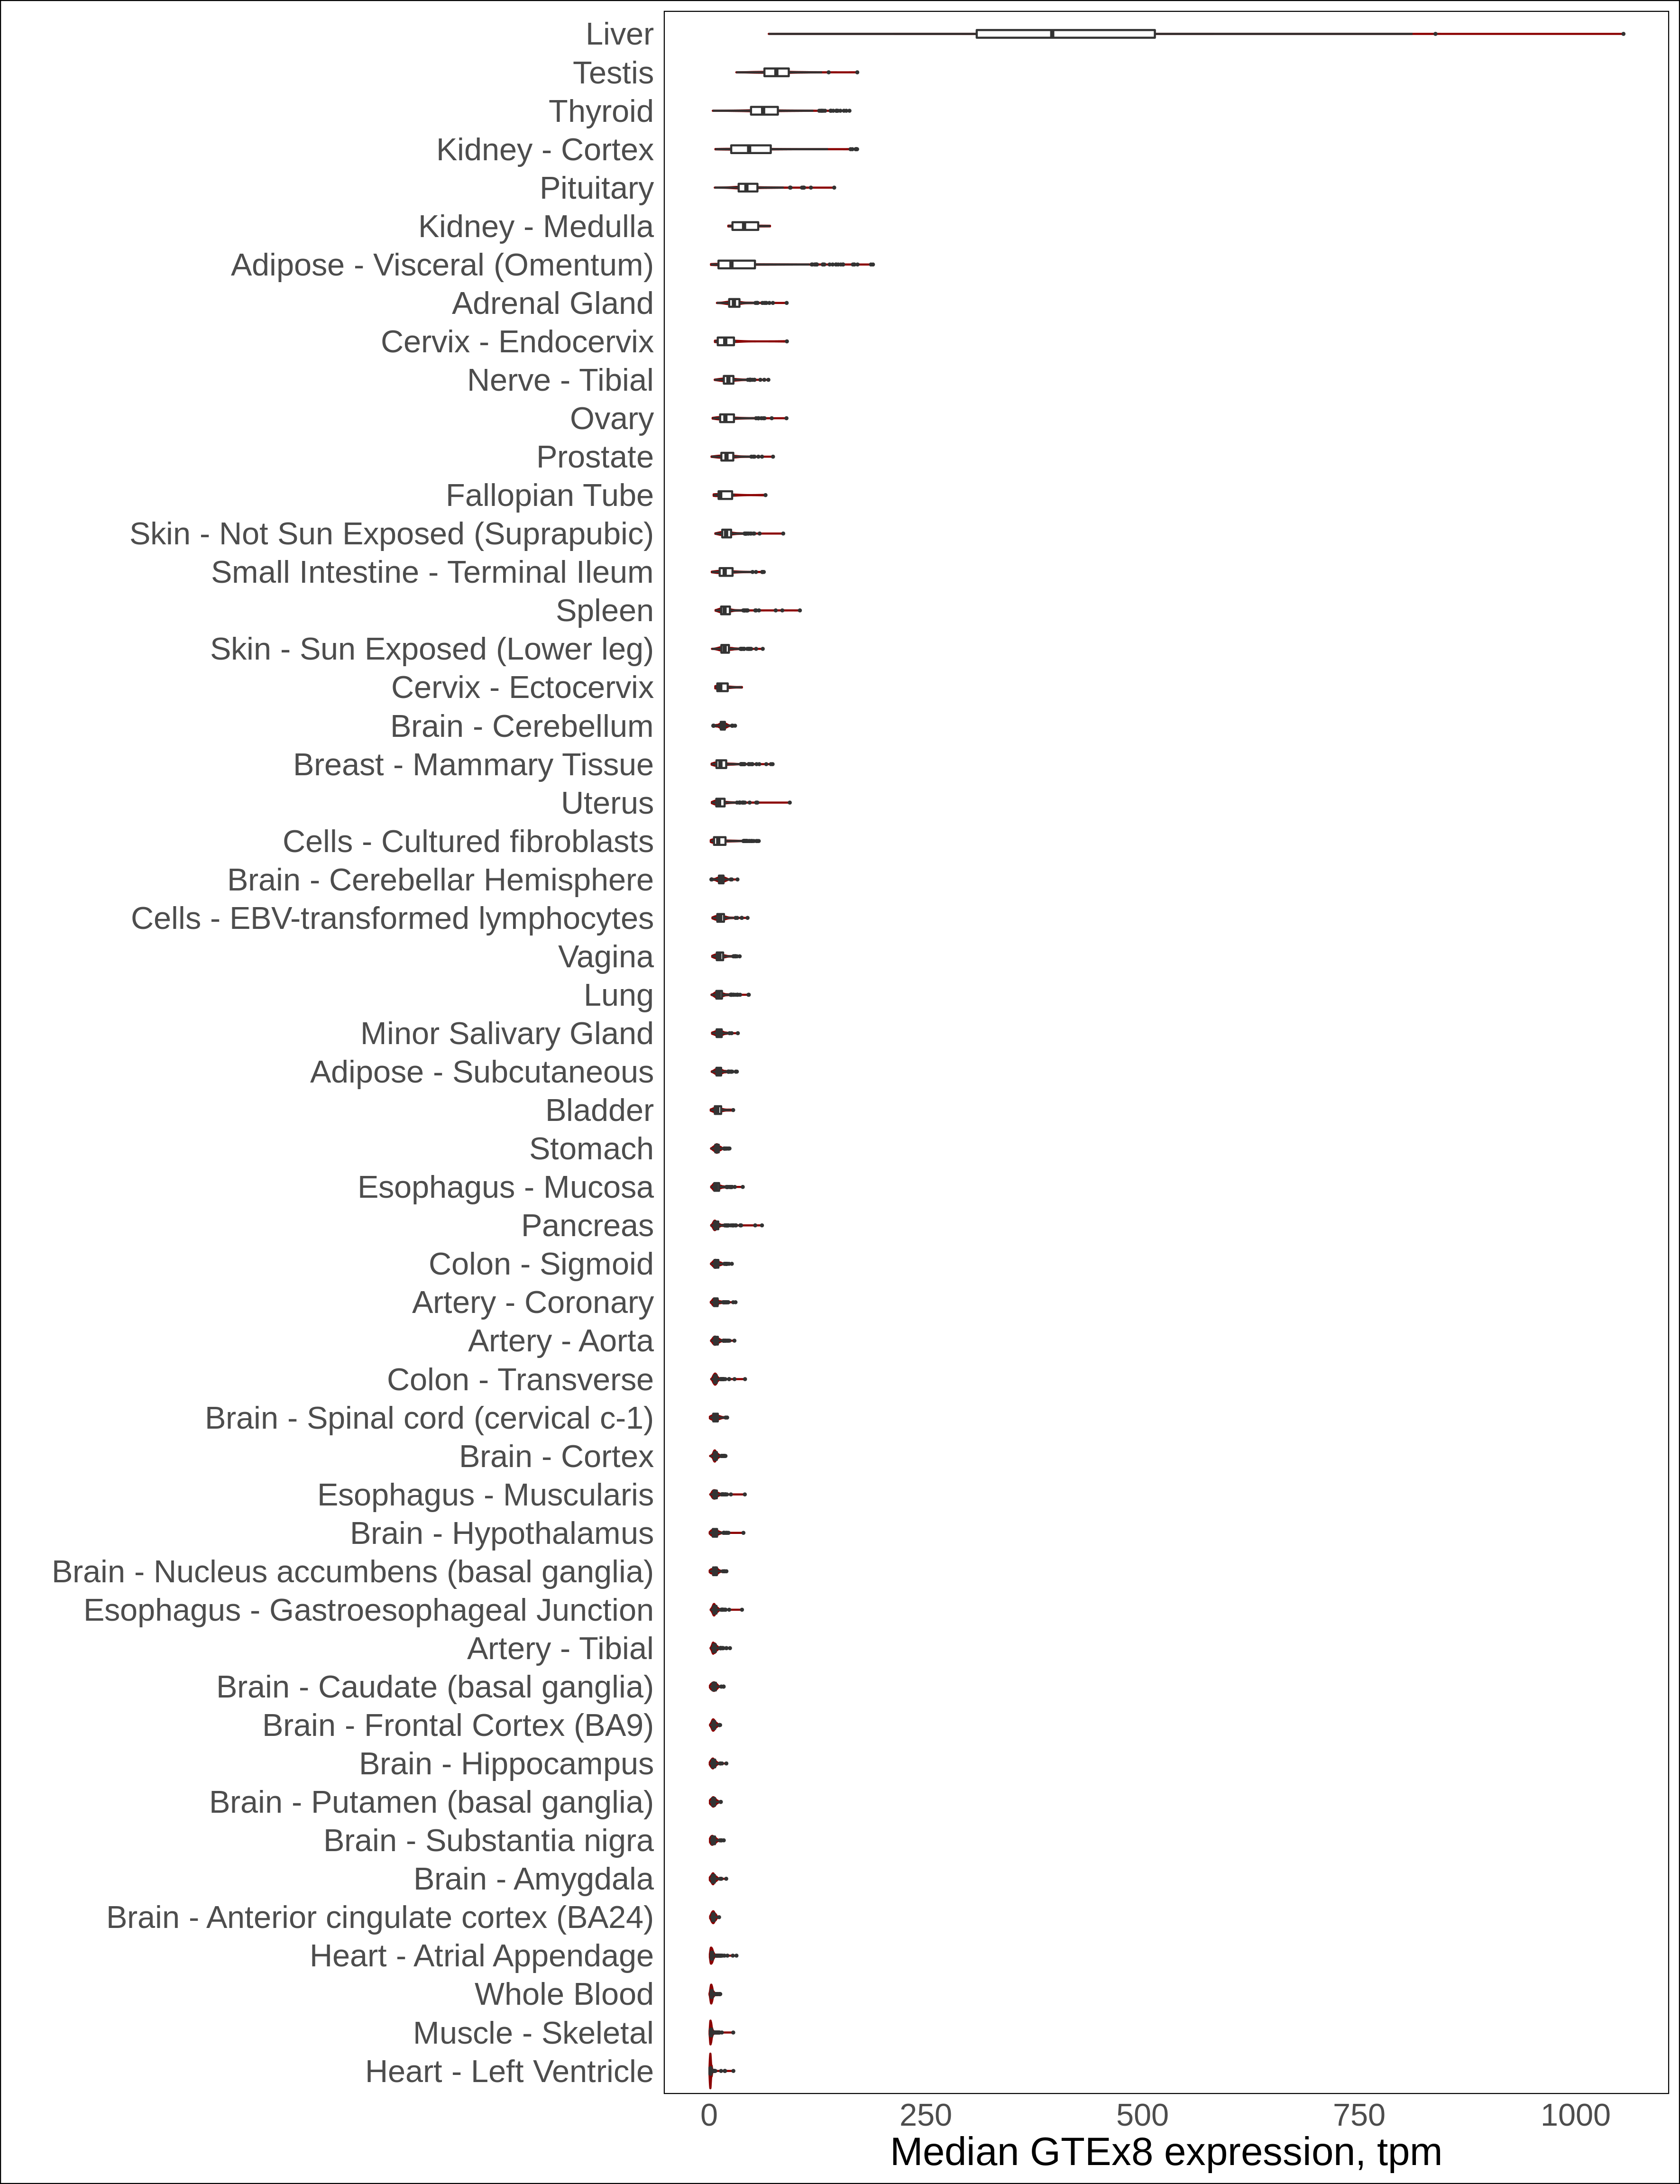 Liver
Testis
Thyroid
Kidney - Cortex
Pituitary
Kidney - Medulla
Adipose - Visceral (Omentum)
Adrenal Gland
Cervix - Endocervix
Nerve - Tibial
Ovary
Prostate
Fallopian Tube
Skin - Not Sun Exposed (Suprapubic)
Small Intestine - Terminal Ileum
Spleen
Skin - Sun Exposed (Lower leg)
Cervix - Ectocervix
Brain - Cerebellum
Breast - Mammary Tissue
Uterus
Cells - Cultured fibroblasts
Brain - Cerebellar Hemisphere
Cells - EBV-transformed lymphocytes
Vagina
Lung
Minor Salivary Gland
Adipose - Subcutaneous
Bladder
Stomach
Esophagus - Mucosa
Pancreas
Colon - Sigmoid
Artery - Coronary
Artery - Aorta
Colon - Transverse
Brain - Spinal cord (cervical c-1)
Brain - Cortex
Esophagus - Muscularis
Brain - Hypothalamus
Brain - Nucleus accumbens (basal ganglia)
Esophagus - Gastroesophageal Junction
Artery - Tibial
Brain - Caudate (basal ganglia)
Brain - Frontal Cortex (BA9)
Brain - Hippocampus
Brain - Putamen (basal ganglia)
Brain - Substantia nigra
Brain - Amygdala
Brain - Anterior cingulate cortex (BA24)
Heart - Atrial Appendage
Whole Blood
Muscle - Skeletal
Heart - Left Ventricle
0 250 500 750 1000
Median GTEx8 expression, tpm